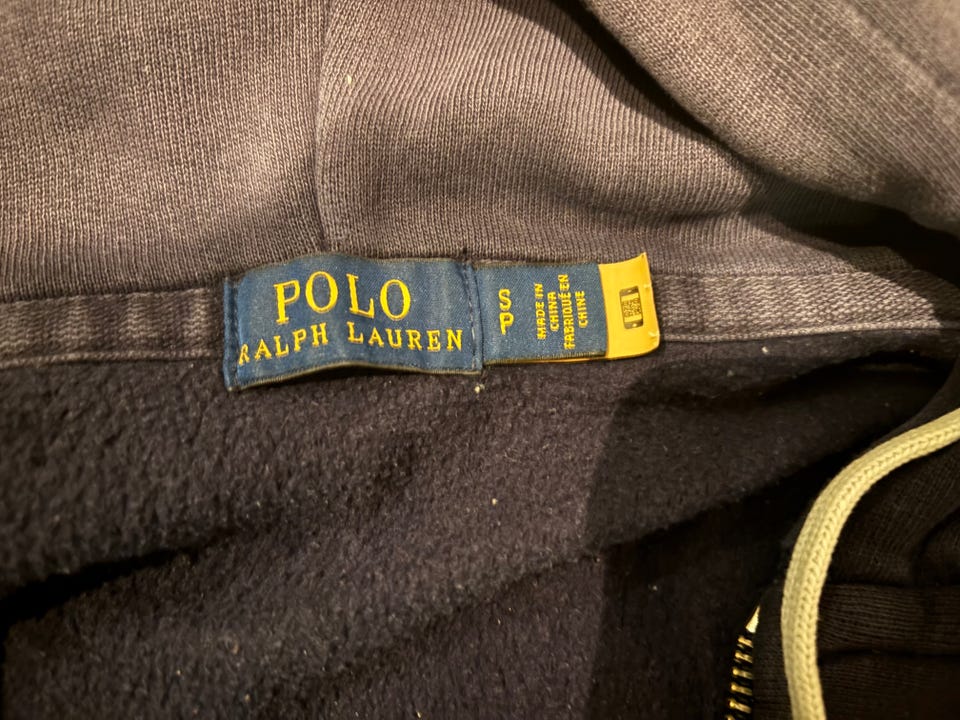 POLO
RALPH LAUREN
S
P
MADE IN
CHINA
FABRIQUÉ EN
CHINE